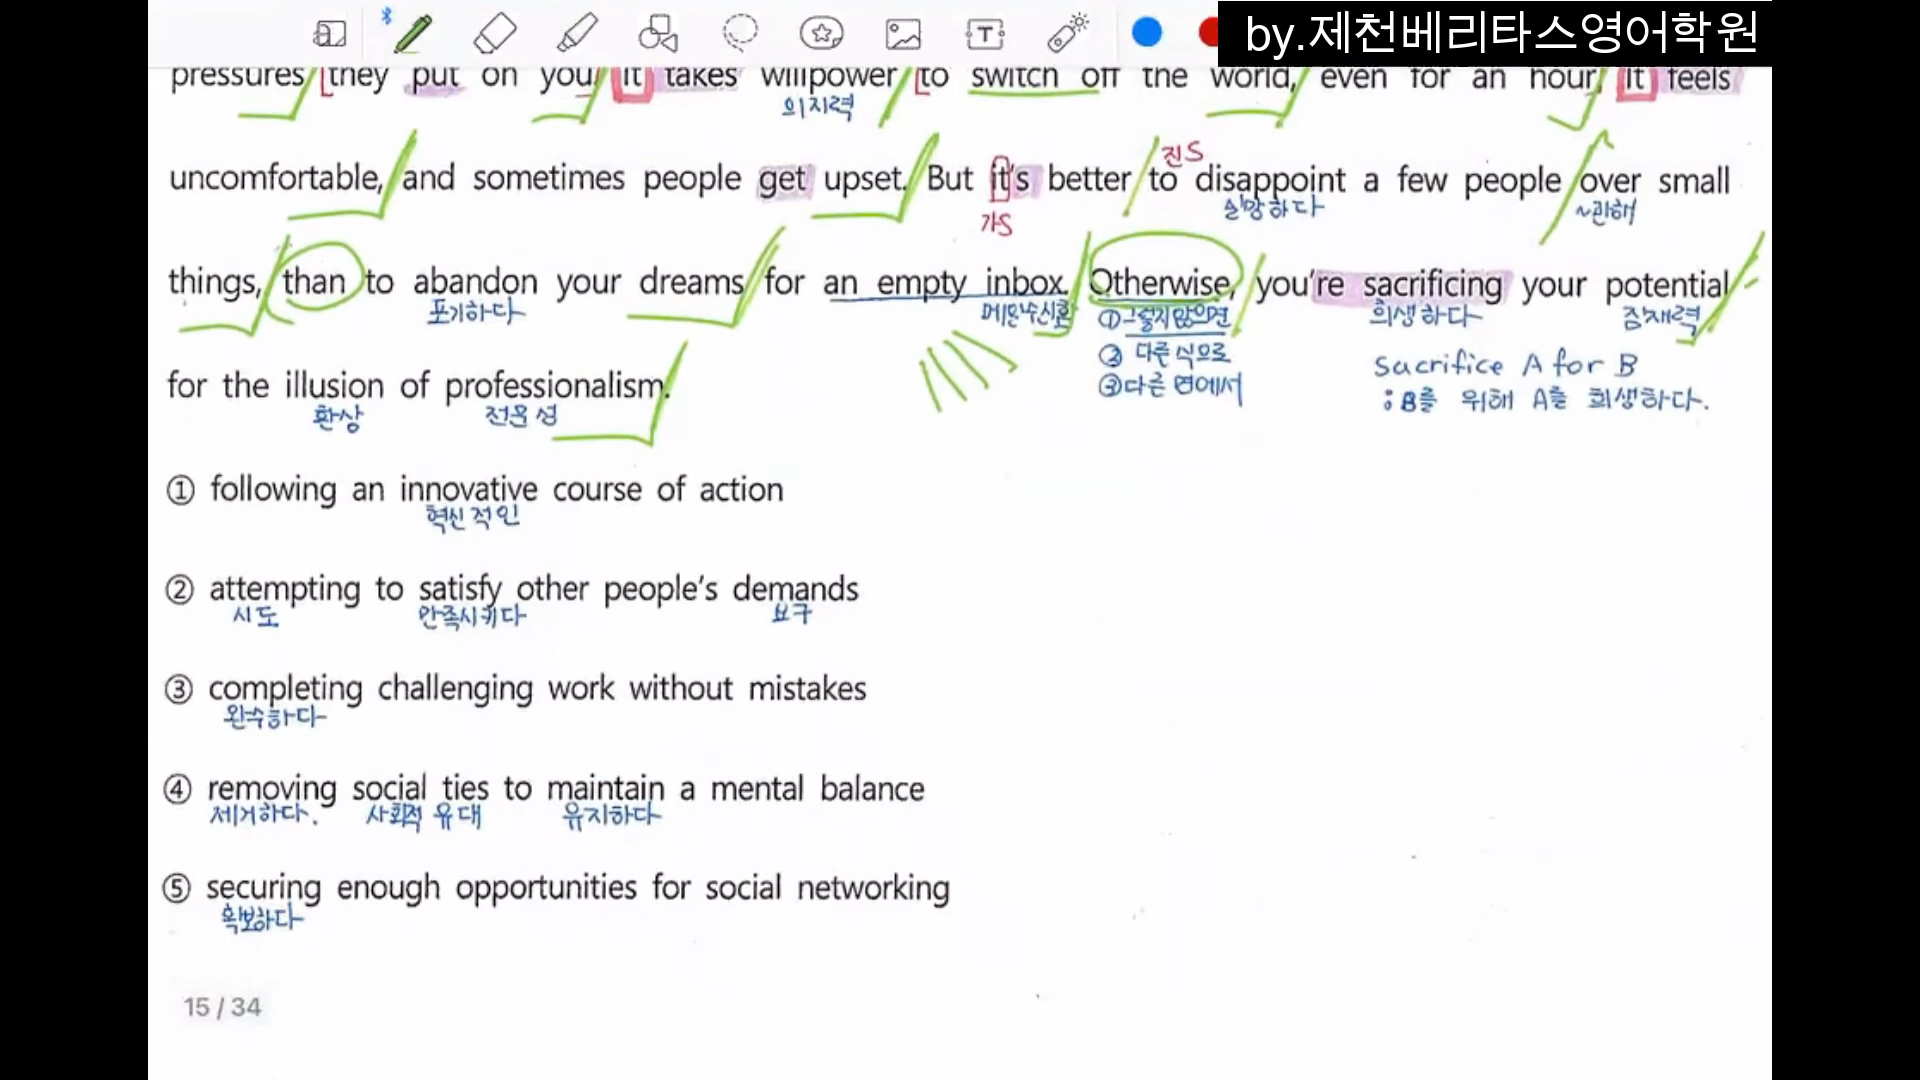 by.제천베리타스영어학원
T
pressures they put on you. It takes willpower to switch off the world, even for an hour. It feels
의지력
uncomfortable, and sometimes people get upset. But it's better to disappoint a few people over small
진S
가S 실망하다 ~관해
things, than to abandon your dreams for an empty inbox. Otherwise, you're sacrificing your potential
포기하다 메일수신함 ①그렇지않으면 희생하다 잠재력
② 다른 식으로 sacrifice A for B
for the illusion of professionalism.
환상 전문성 ③다른 면에서 : B를 위해 A를 희생하다.
① following an innovative course of action
혁신적인
② attempting to satisfy other people's demands
시도 만족시키다 요구
③ completing challenging work without mistakes
완수하다
④ removing social ties to maintain a mental balance
제거하다. 사회적 유대 유지하다
⑤ securing enough opportunities for social networking
확보하다
15 / 34